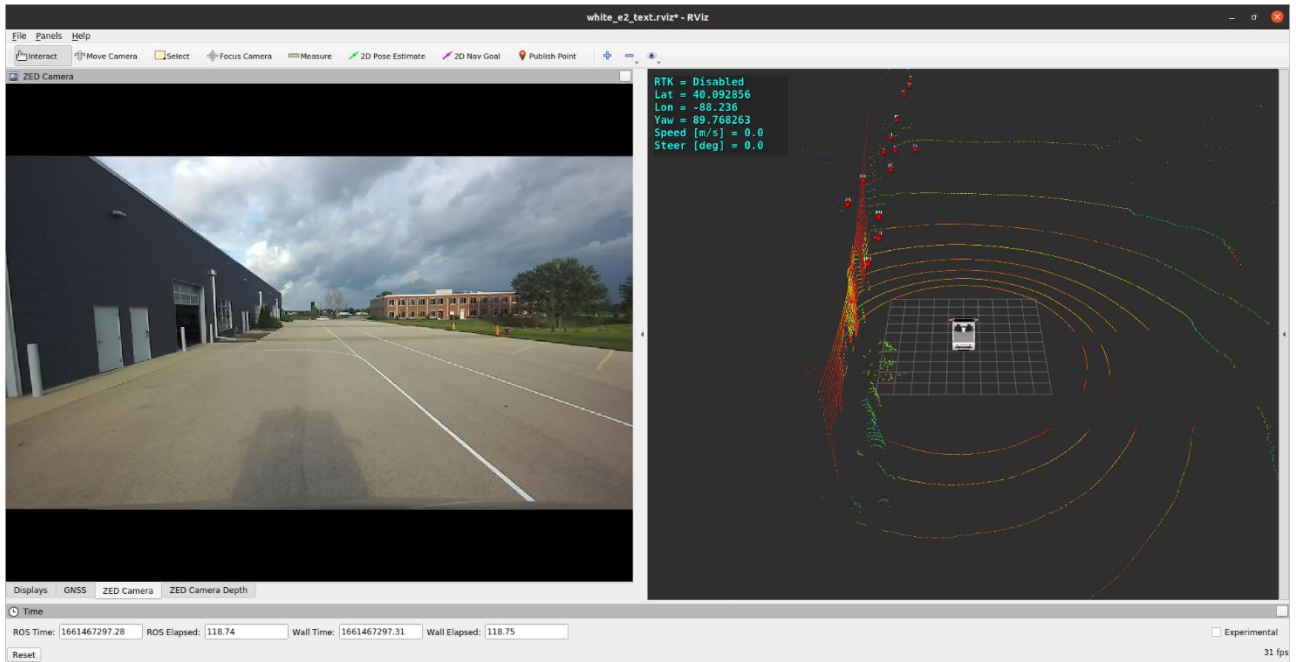 white_e2_text.rviz* - RViz
File Panels Help
Interact Move Camera Select Focus Camera Measure 2D Pose Estimate 2D Nav Goal Publish Point
ZED Camera
RTK = Disabled
Lat = 40.092856
Lon = -88.236
Yaw = 89.768263
Speed [m/s] = 0.0
Steer [deg] = 0.0
Displays GNSS ZED Camera ZED Camera Depth
Time
ROS Time: 1661467297.28 ROS Elapsed: 118.74 Wall Time: 1661467297.31 Wall Elapsed: 118.75 Experimental
Reset 31 fps